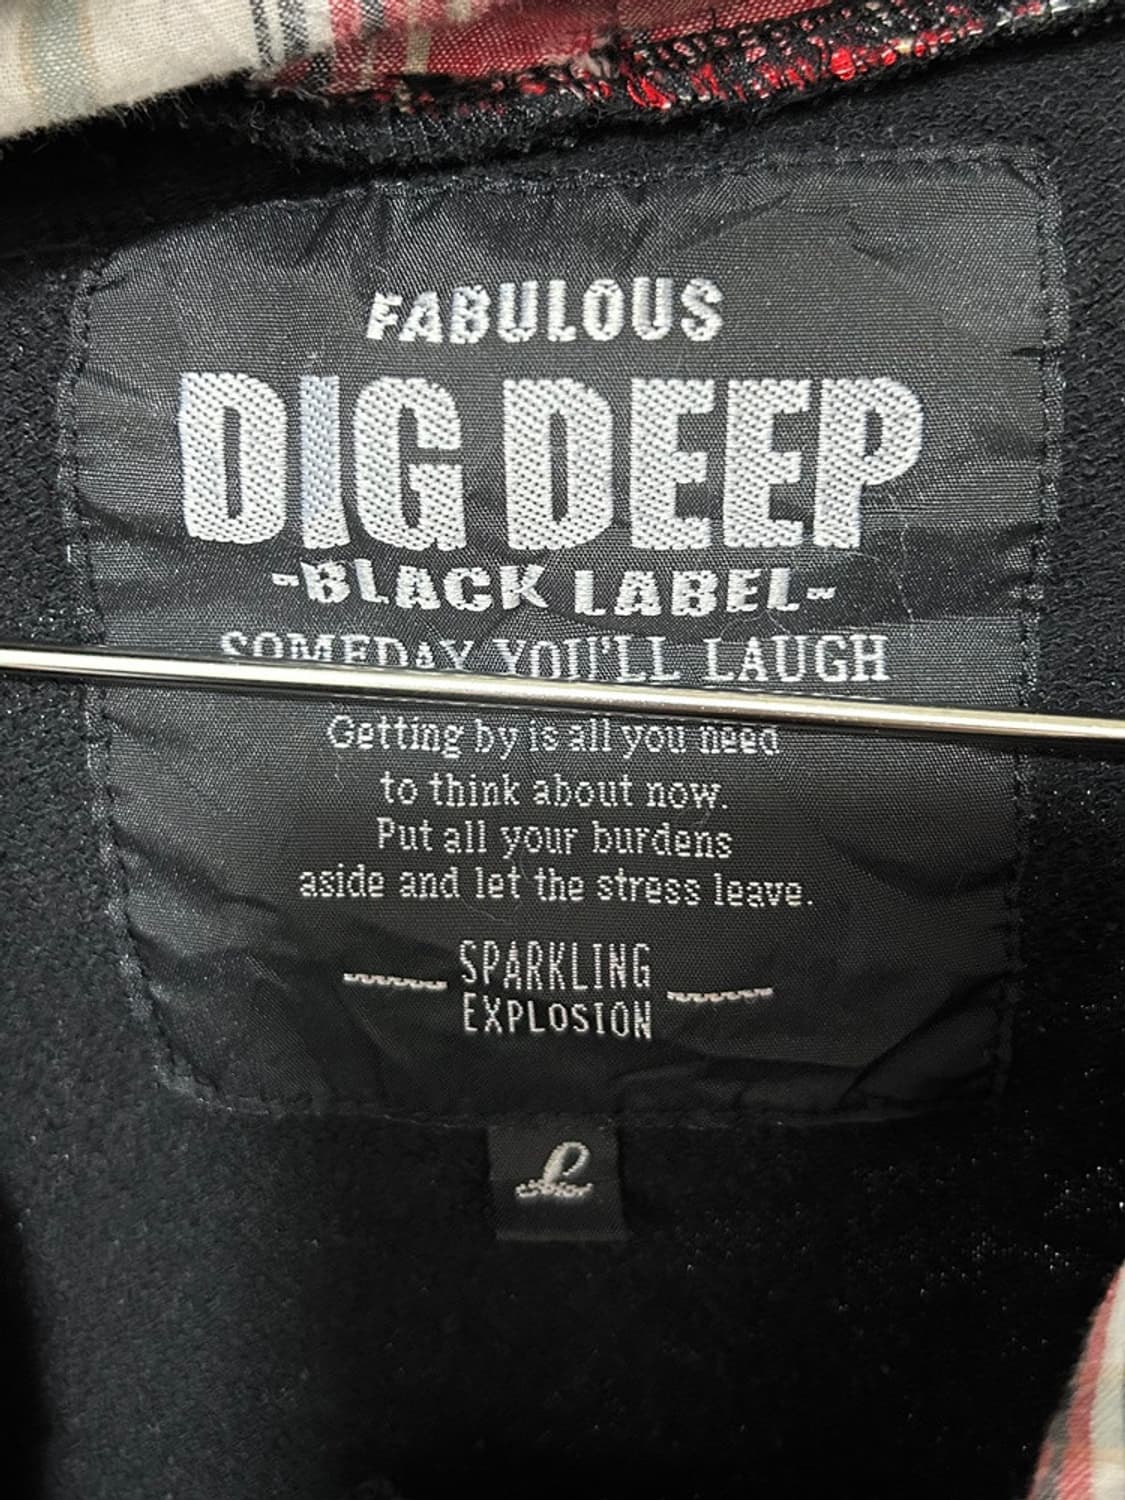 FABULOUS
DIG DEEP
-BLACK LABEL-
SOMEDAY YOU'LL LAUGH
Getting by is all you need
to think about now.
Put all your burdens
aside and let the stress leave.
SPARKLING
EXPLOSION
L